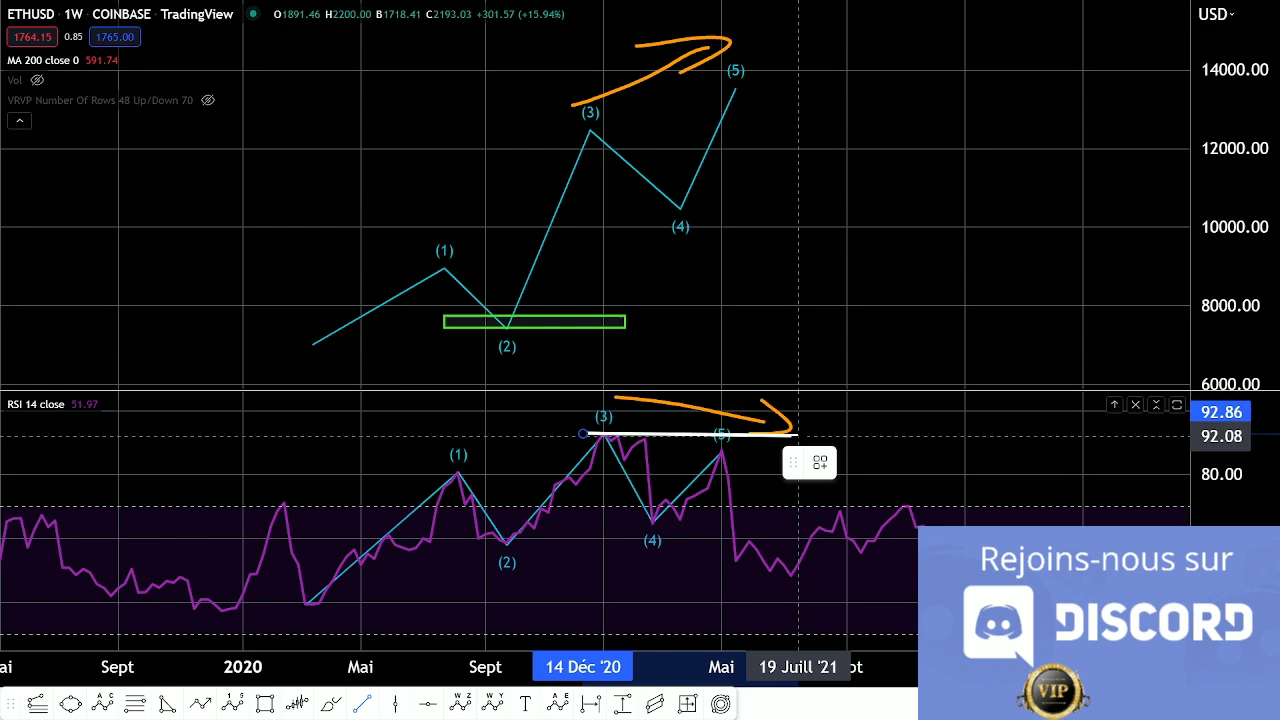 ETHUSD · 1W · COINBASE · TradingView O1891.46 H2200.00 B1718.41 C2193.03 +301.57 (+15.94%)
USD
1764.15 0.85 1765.00
MA 200 close 0 591.74
Vol
VRVP Number Of Rows 48 Up/Down 70
(5)
14000.00
(3)
12000.00
(4)
10000.00
(1)
8000.00
(2)
6000.00
RSI 14 close 51.97
92.86
(3)
92.08
(5)
(1)
80.00
(4)
(2)
Rejoins-nous sur
DISCORD
VIP
ai Sept 2020 Mai Sept 14 Déc '20 Mai 19 Juill '21 pt
A C
1 5
W Z
W Y
T
A E